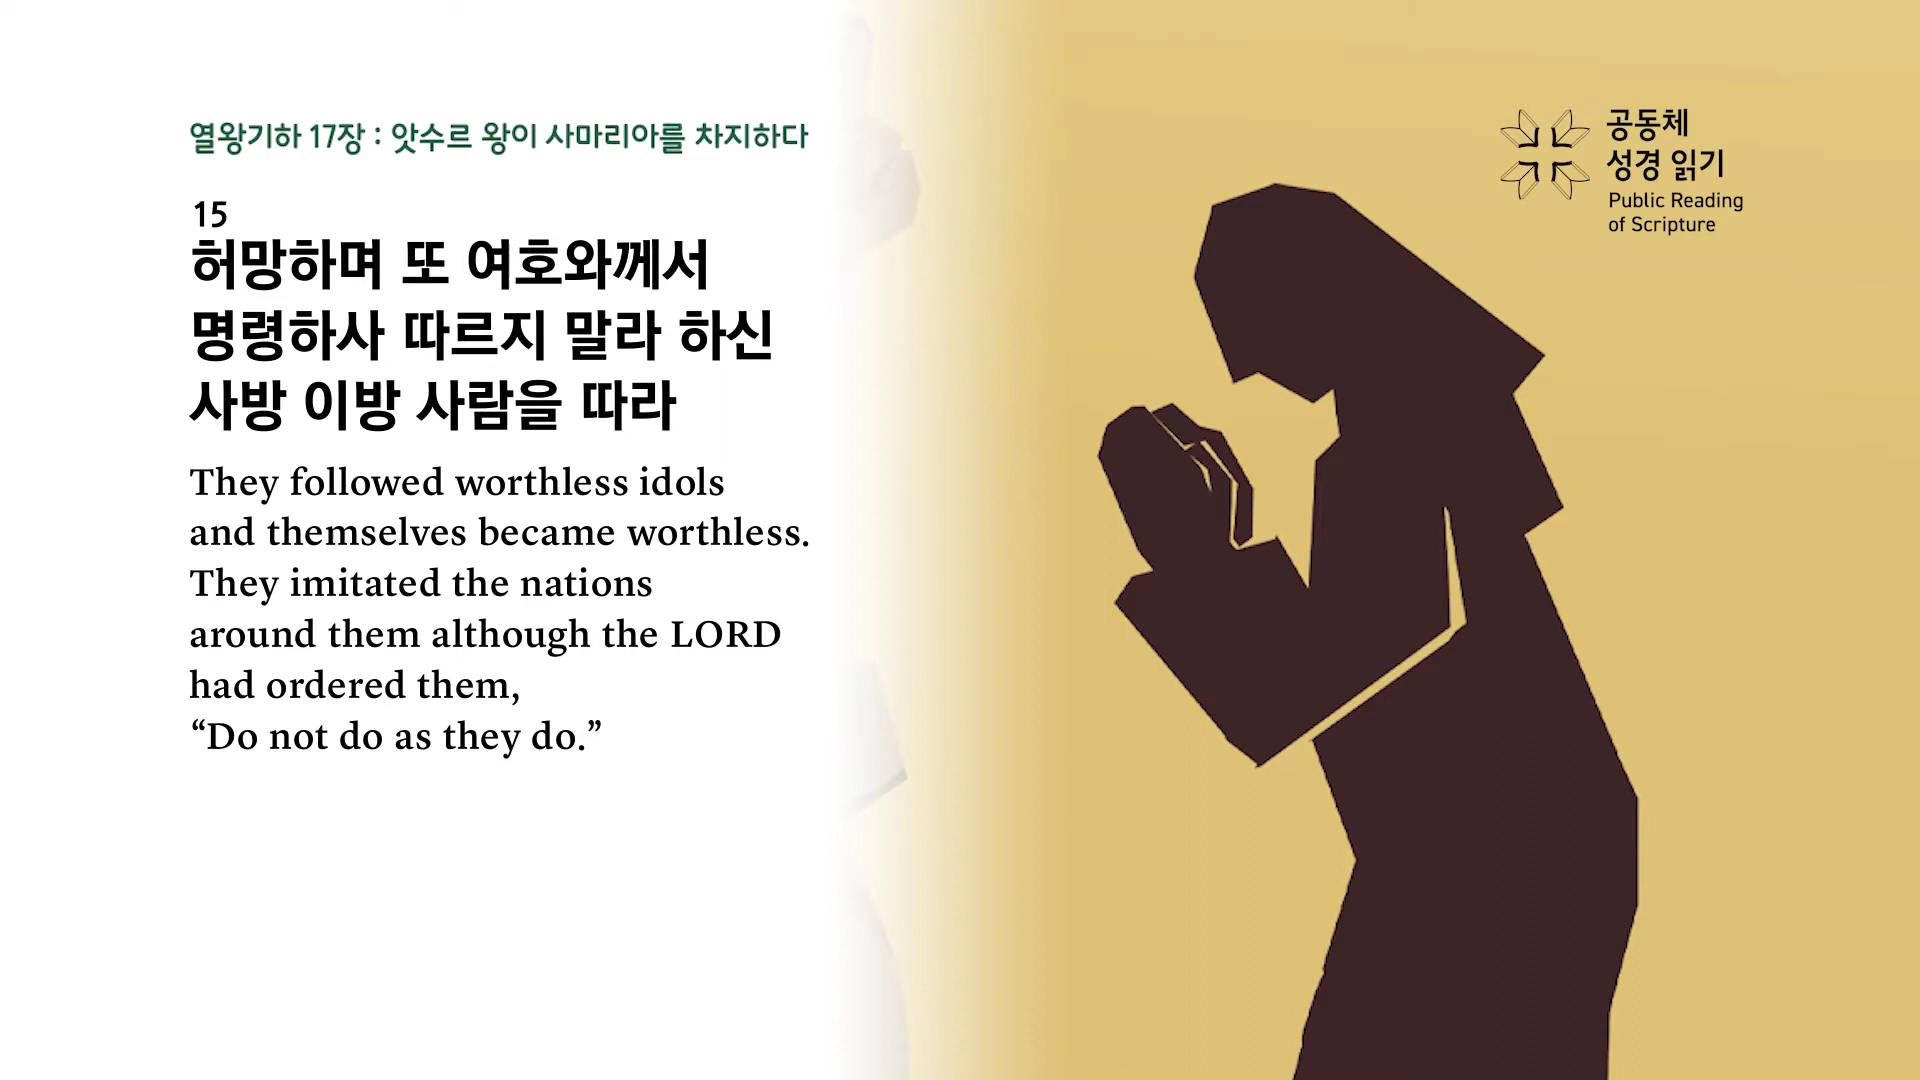 열왕기하 17장 : 앗수르 왕이 사마리아를 차지하다
15
허망하며 또 여호와께서
명령하사 따르지 말라 하신
사방 이방 사람을 따라
They followed worthless idols
and themselves became worthless.
They imitated the nations
around them although the LORD
had ordered them,
“Do not do as they do.”
공동체
성경 읽기
Public Reading
of Scripture